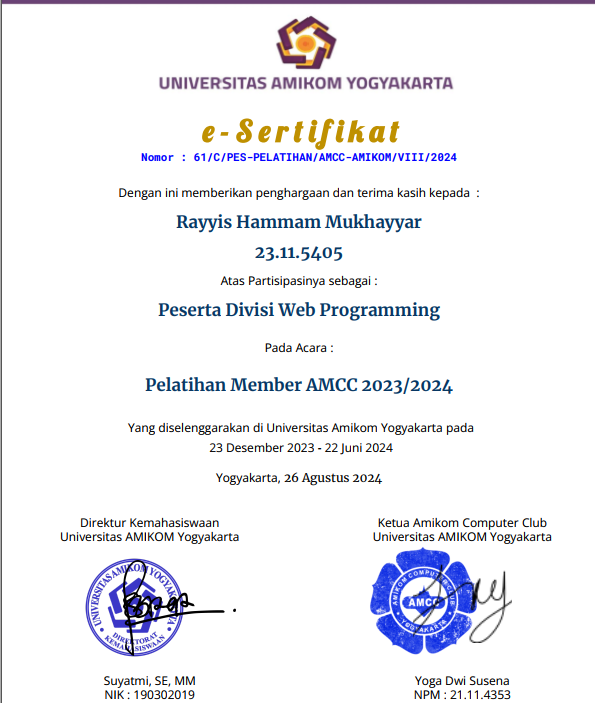 UNIVERSITAS AMIKOM YOGYAKARTA
e-Sertifikat
Nomor : 61/C/PES-PELATIHAN/AMCC-AMIKOM/VIII/2024
Dengan ini memberikan penghargaan dan terima kasih kepada :
Rayyis Hammam Mukhayyar
23.11.5405
Atas Partisipasinya sebagai :
Peserta Divisi Web Programming
Pada Acara :
Pelatihan Member AMCC 2023/2024
Yang diselenggarakan di Universitas Amikom Yogyakarta pada
23 Desember 2023 - 22 Juni 2024
Yogyakarta, 26 Agustus 2024
Direktur Kemahasiswaan
Universitas AMIKOM Yogyakarta
UNIVERSITAS AMIKOM YOGYAKARTA
DIREKTORAT
KEMAHASISWAAN
Suyatmi, SE, MM
NIK : 190302019
Ketua Amikom Computer Club
Universitas AMIKOM Yogyakarta
AMIKOM COMPUTER CLUB
AMCC
YOGYAKARTA
Yoga Dwi Susena
NPM : 21.11.4353